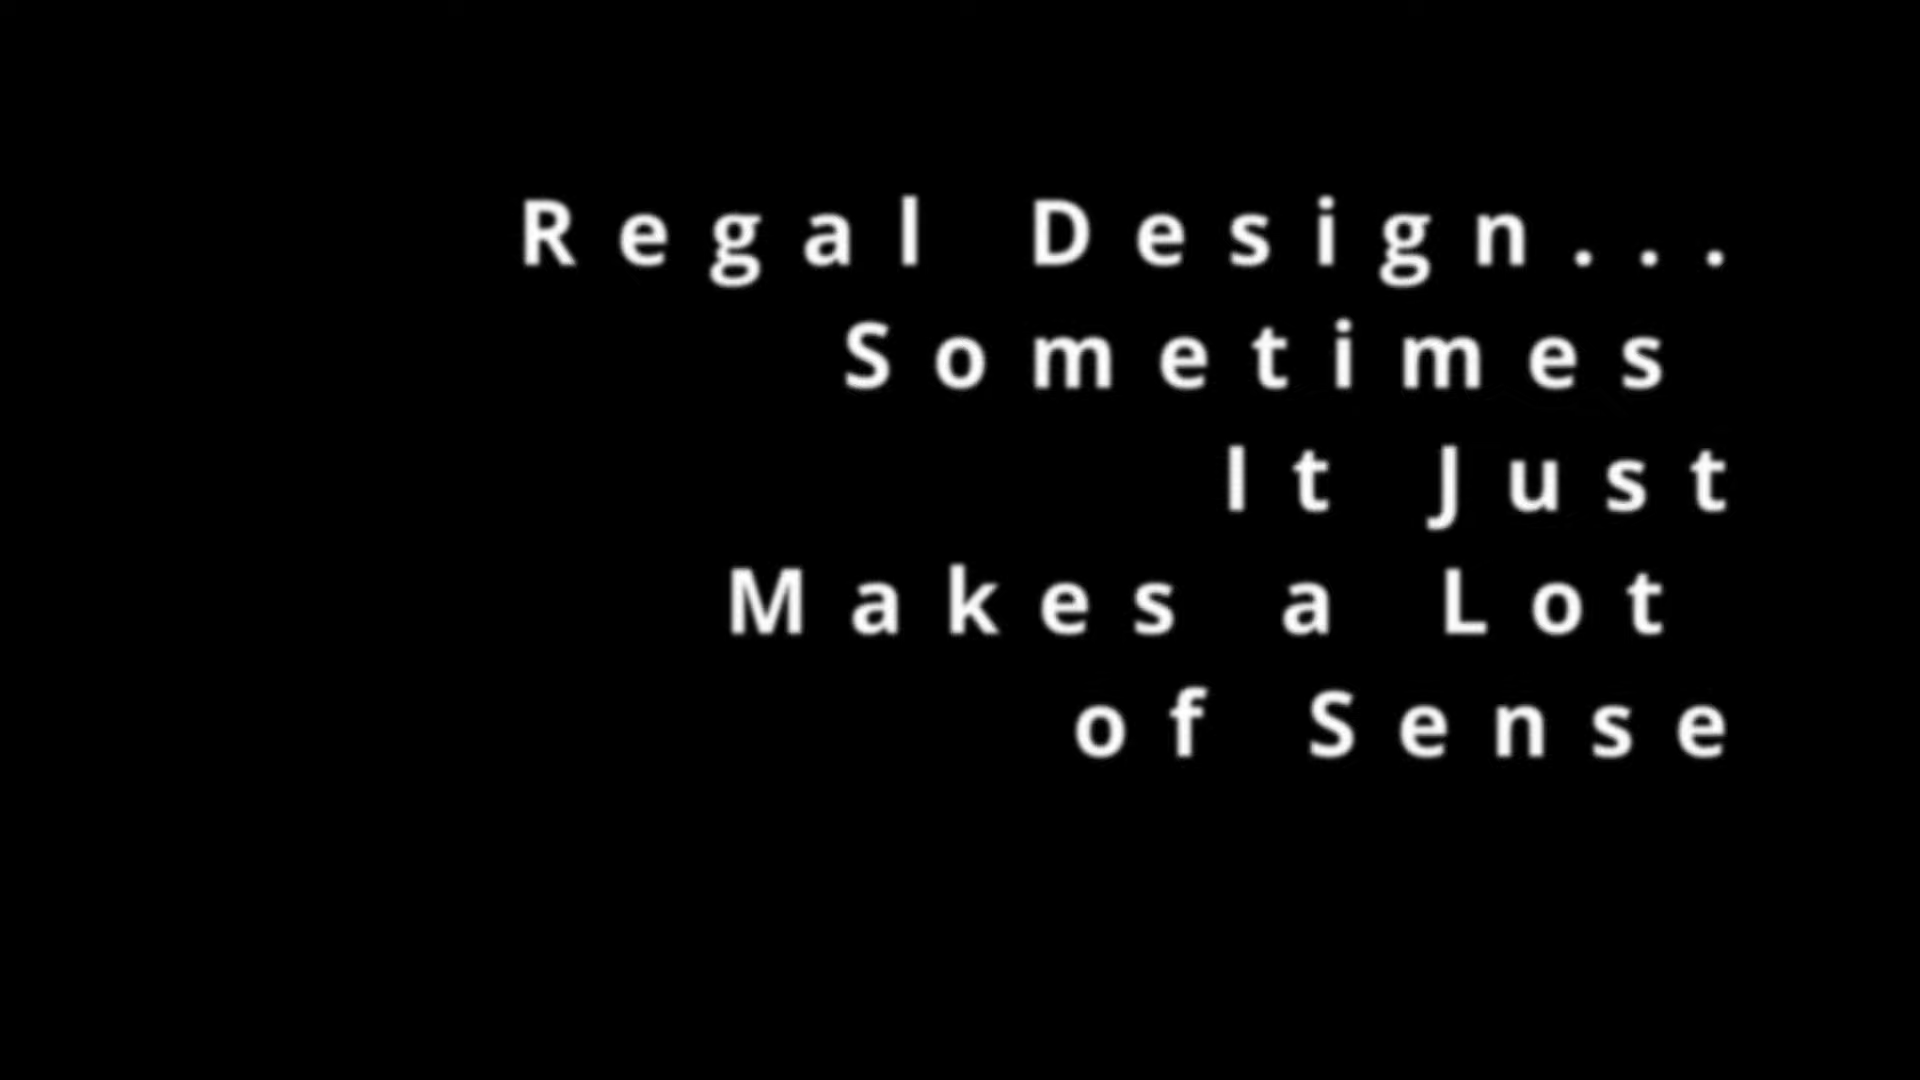 Regal Design...
Sometimes
It Just
Makes a Lot
of Sense